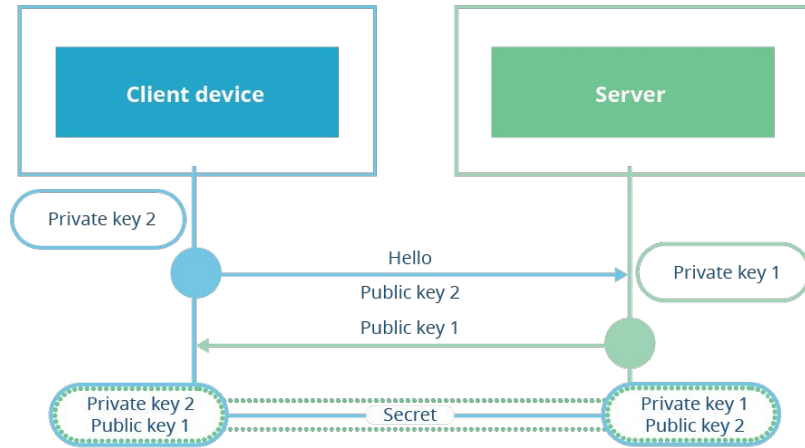 Client device
Server
Private key 2
Hello
Private key 1
Public key 2
Public key 1
Private key 2
Public key 1
Secret
Private key 1
Public key 2